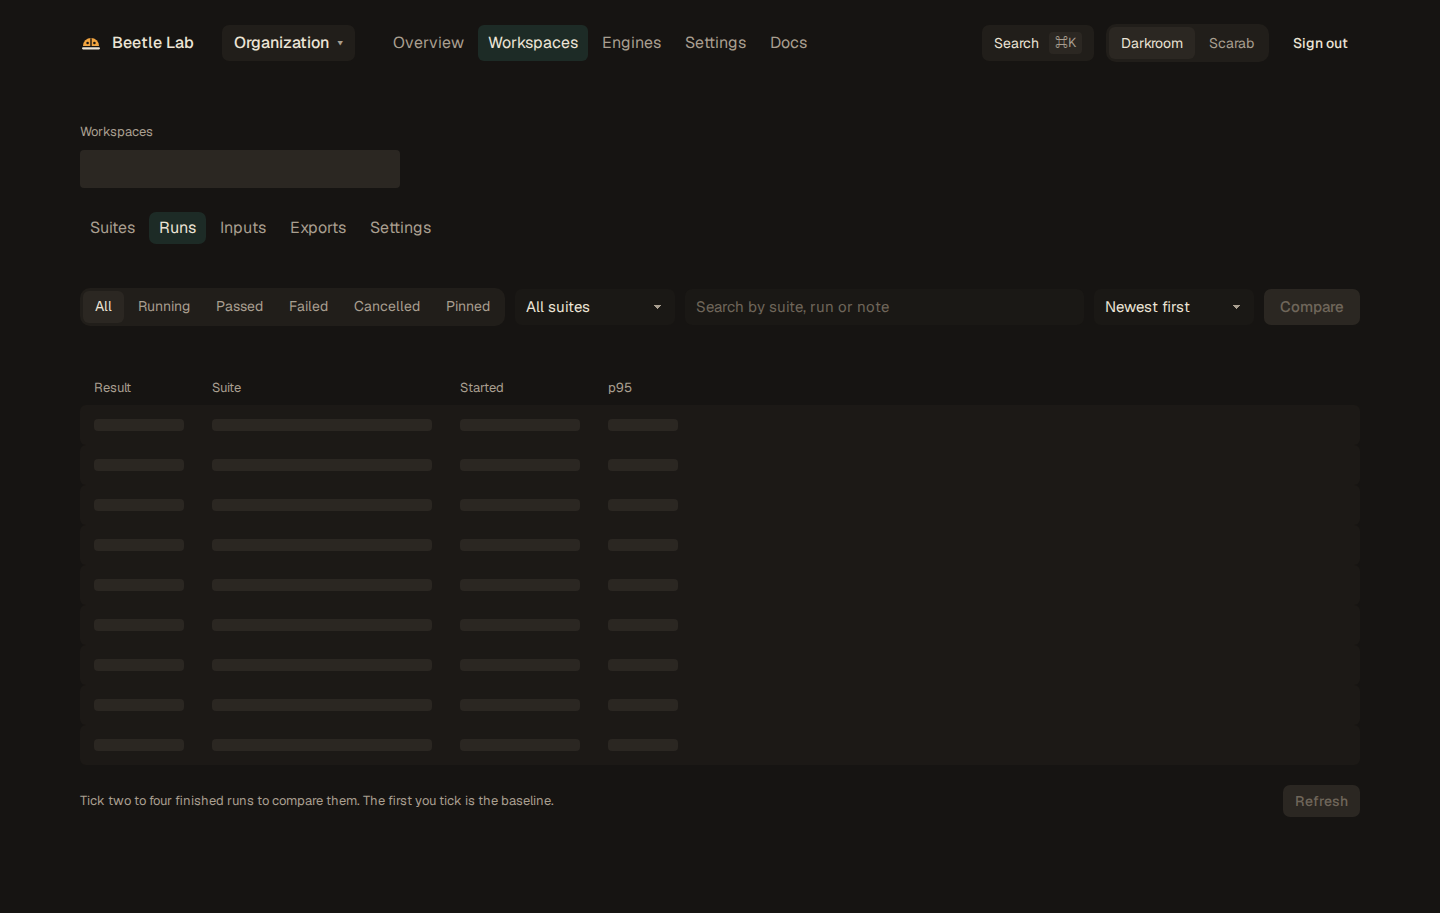 Beetle Lab Organization Overview Workspaces Engines Settings Docs Search ⌘K Darkroom Scarab Sign out
Workspaces
Suites Runs Inputs Exports Settings
All Running Passed Failed Cancelled Pinned All suites Search by suite, run or note Newest first Compare
Result Suite Started p95
Tick two to four finished runs to compare them. The first you tick is the baseline. Refresh